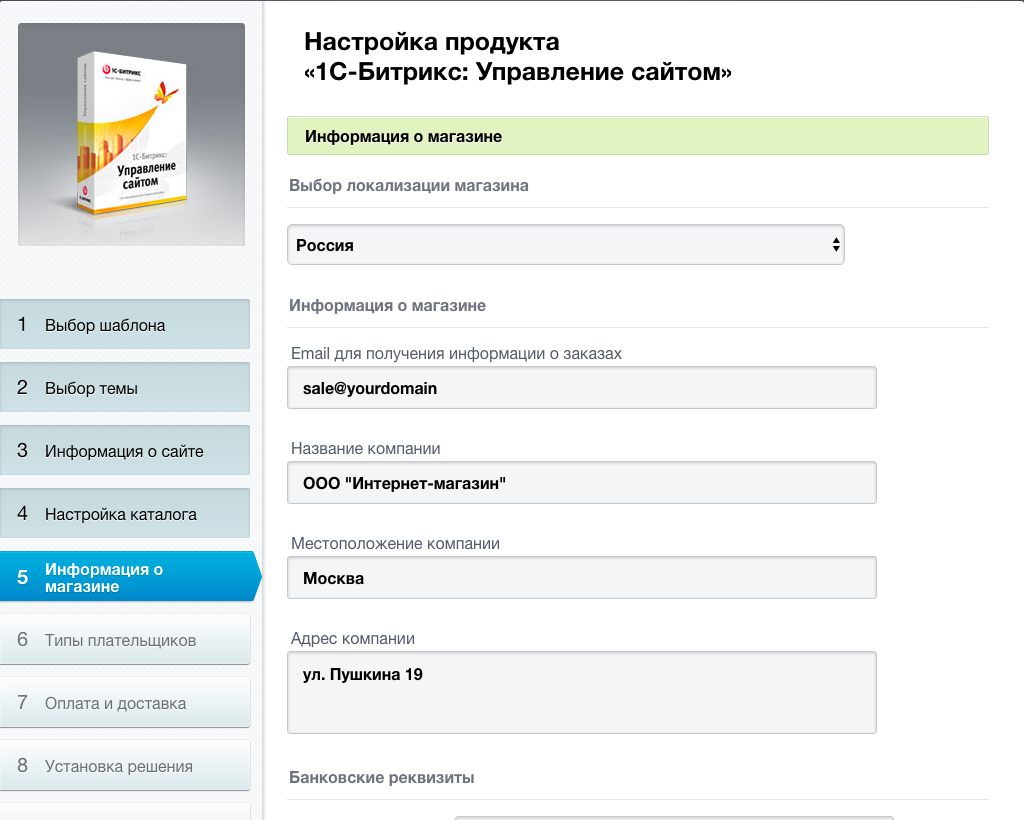 Настройка продукта
«1С-Битрикс: Управление сайтом»
1С-БИТРИКС
1С-Битрикс:
Управление
сайтом
1 Выбор шаблона
2 Выбор темы
3 Информация о сайте
4 Настройка каталога
5 Информация о
магазине
6 Типы плательщиков
7 Оплата и доставка
8 Установка решения
Информация о магазине
Выбор локализации магазина
Россия
Информация о магазине
Email для получения информации о заказах
sale@yourdomain
Название компании
ООО "Интернет-магазин"
Местоположение компании
Москва
Адрес компании
ул. Пушкина 19
Банковские реквизиты